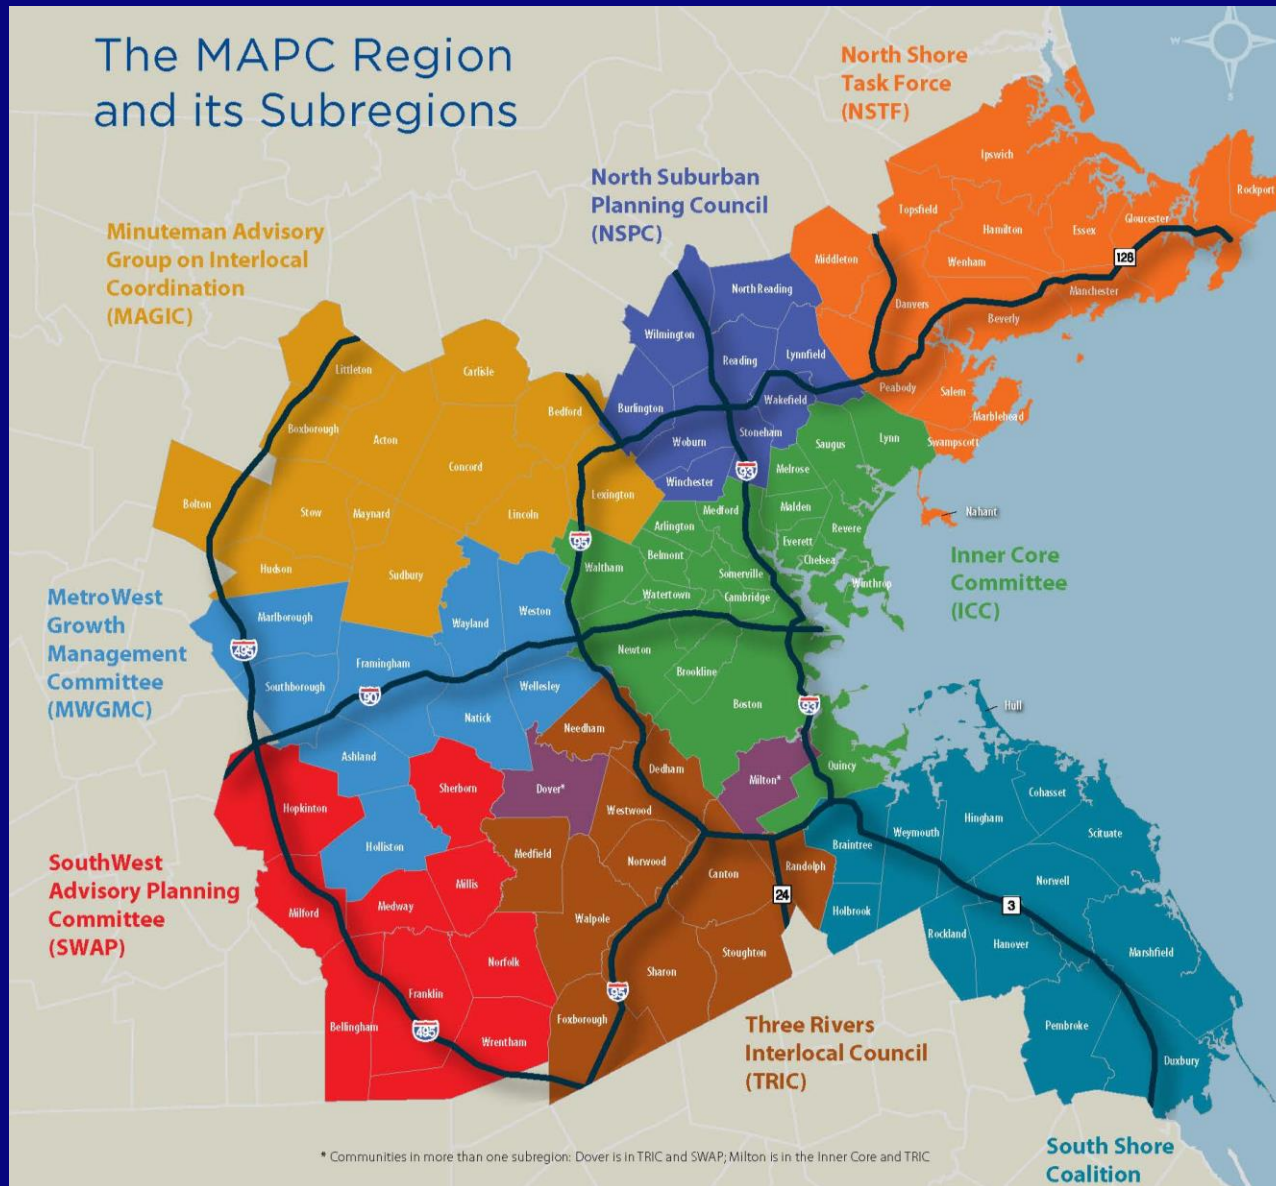 The MAPC Region
and its Subregions
North Shore
Task Force
(NSTF)
North Suburban
Planning Council
(NSPC)
Minuteman Advisory
Group on Interlocal
Coordination
(MAGIC)
MetroWest
Growth
Management
Committee
(MWGMC)
SouthWest
Advisory Planning
Committee
(SWAP)
Inner Core
Committee
(ICC)
Three Rivers
Interlocal Council
(TRIC)
South Shore
Coalition
W
S
Ipswich
Rockport
Topsfield
Gloucester
Hamilton
Essex
Middleton
Wenham
128
Manchester
Danvers
Beverly
Peabody
Salem
Marblehead
Swampscott
Nahant
North Reading
Wilmington
Reading
Lynnfield
Wakefield
Burlington
Stoneham
Woburn
Winchester
93
Littleton
Carlisle
Bedford
Boxborough
Acton
Concord
Lexington
Bolton
Stow
Maynard
Lincoln
Hudson
Sudbury
95
Saugus
Lynn
Melrose
Medford
Malden
Arlington
Revere
Everett
Belmont
Chelsea
Waltham
Somerville
Winthrop
Watertown
Cambridge
Newton
Brookline
Boston
93
Quincy
Marlborough
Weston
Wayland
495
Framingham
Southborough
90
Wellesley
Natick
Ashland
Holliston
Hopkinton
Sherborn
Dover*
Milton*
Needham
Dedham
Westwood
Medfield
Norwood
Canton
Randolph
24
Walpole
Stoughton
Sharon
95
Foxborough
Millis
Medway
Milford
Norfolk
Franklin
Bellingham
495
Wrentham
Hull
Cohasset
Hingham
Weymouth
Scituate
Braintree
Norwell
3
Holbrook
Rockland
Hanover
Marshfield
Pembroke
Duxbury
* Communities in more than one subregion: Dover is in TRIC and SWAP; Milton is in the Inner Core and TRIC